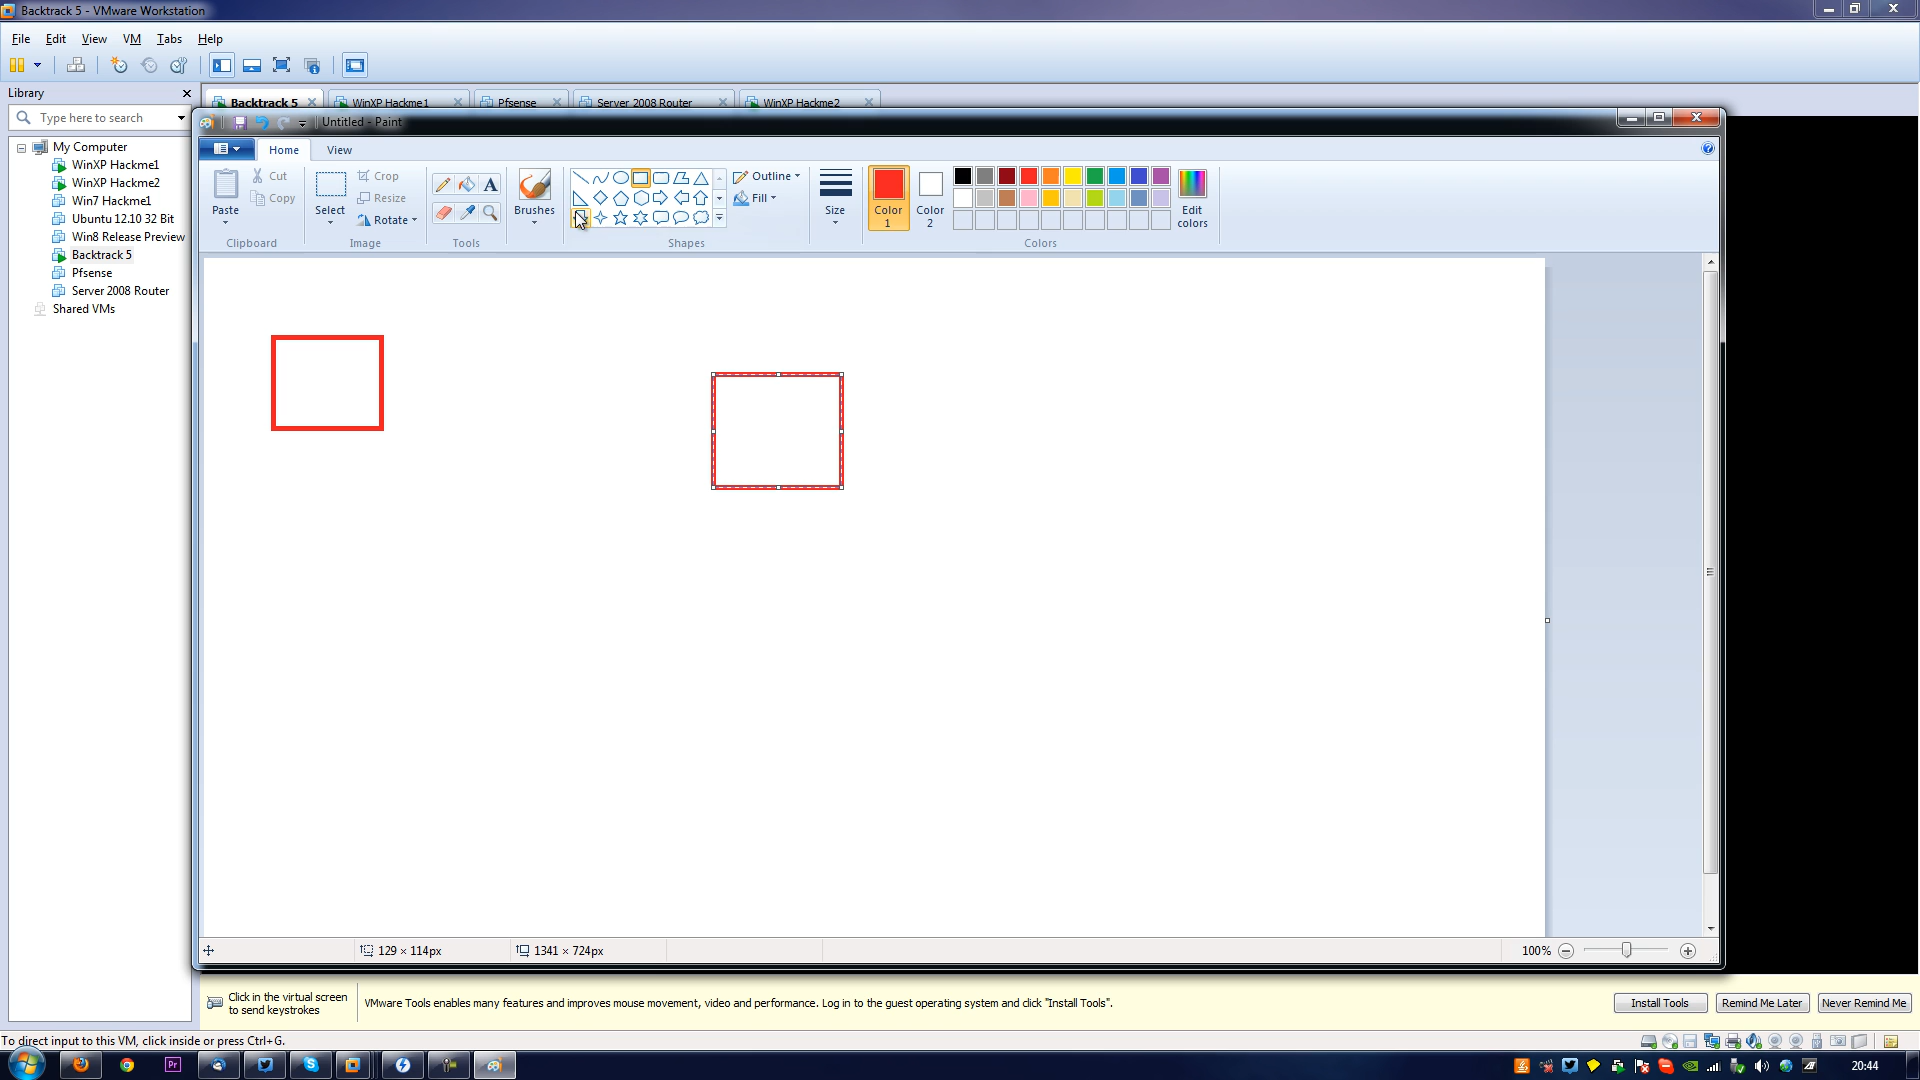 Backtrack 5 - VMware Workstation
File Edit View VM Tabs Help
Library
Type here to search
My Computer
WinXP Hackme1
WinXP Hackme2
Win7 Hackme1
Ubuntu 12.10 32 Bit
Win8 Release Preview
Backtrack 5
Pfsense
Server 2008 Router
Shared VMs
Backtrack 5 WinXP Hackme1 Pfsense Server 2008 Router WinXP Hackme2
Untitled - Paint
Home View
Paste Cut Copy
Clipboard
Select Crop Resize Rotate
Image
A
Tools
Brushes
Outline
Fill
Shapes
Size
Color 1
Color 2
Edit colors
Colors
129 × 114px 1341 × 724px 100%
Click in the virtual screen
to send keystrokes
VMware Tools enables many features and improves mouse movement, video and performance. Log in to the guest operating system and click "Install Tools".
Install Tools Remind Me Later Never Remind Me
To direct input to this VM, click inside or press Ctrl+G.
Pr
20:44